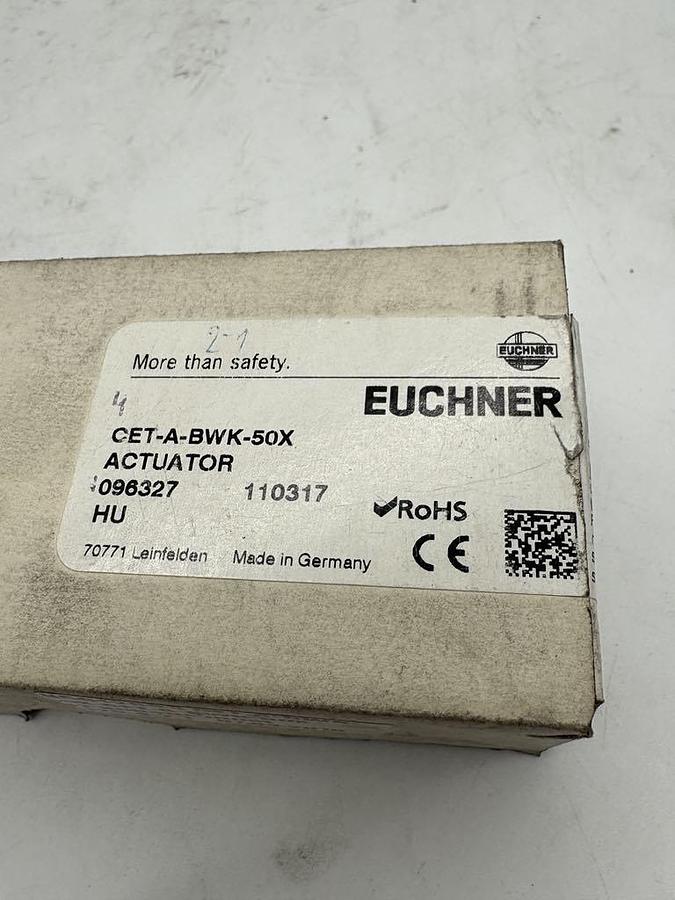 2-1
More than safety.
EUCHNER
EUCHNER
4
CET-A-BWK-50X
ACTUATOR
096327 110317
HU
RoHS
CE
70771 Leinfelden Made in Germany